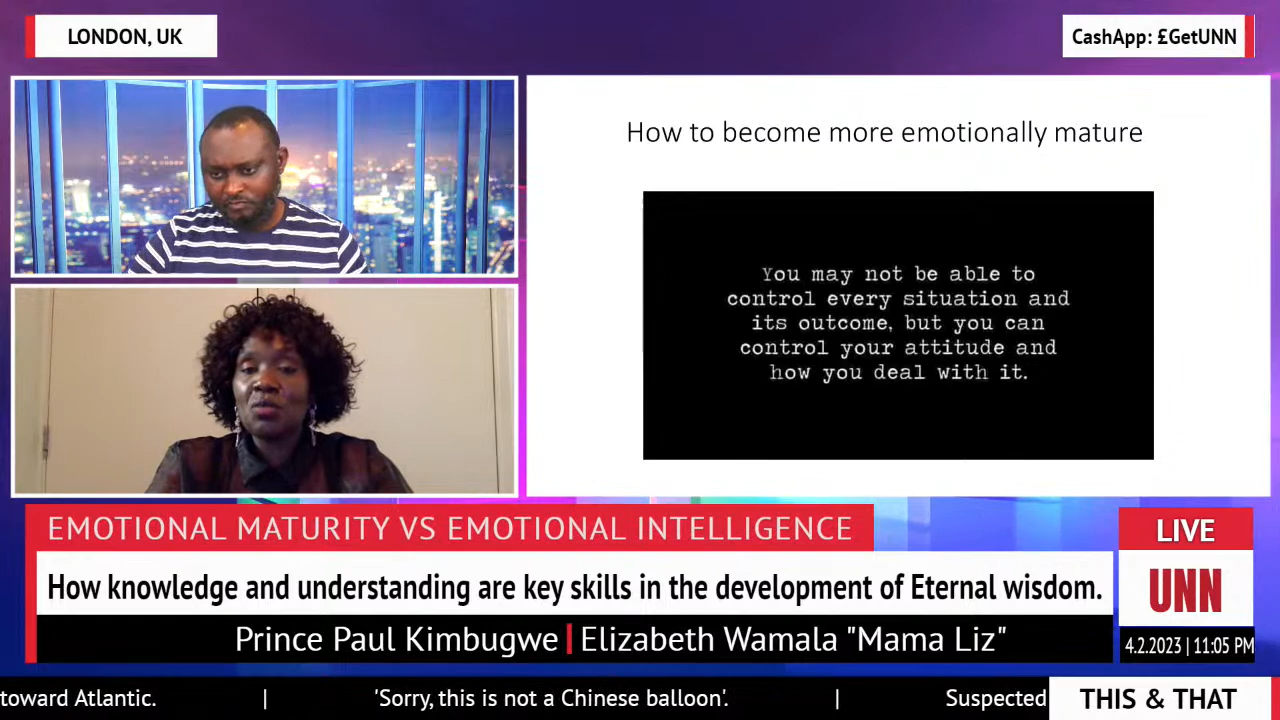 LONDON, UK
CashApp: £GetUNN
How to become more emotionally mature
You may not be able to
control every situation and
its outcome, but you can
control your attitude and
how you deal with it.
EMOTIONAL MATURITY VS EMOTIONAL INTELLIGENCE
How knowledge and understanding are key skills in the development of Eternal wisdom.
Prince Paul Kimbugwe | Elizabeth Wamala "Mama Liz"
LIVE
UNN
4.2.2023 | 11:05 PM
toward Atlantic. | 'Sorry, this is not a Chinese balloon'. | Suspected
THIS & THAT